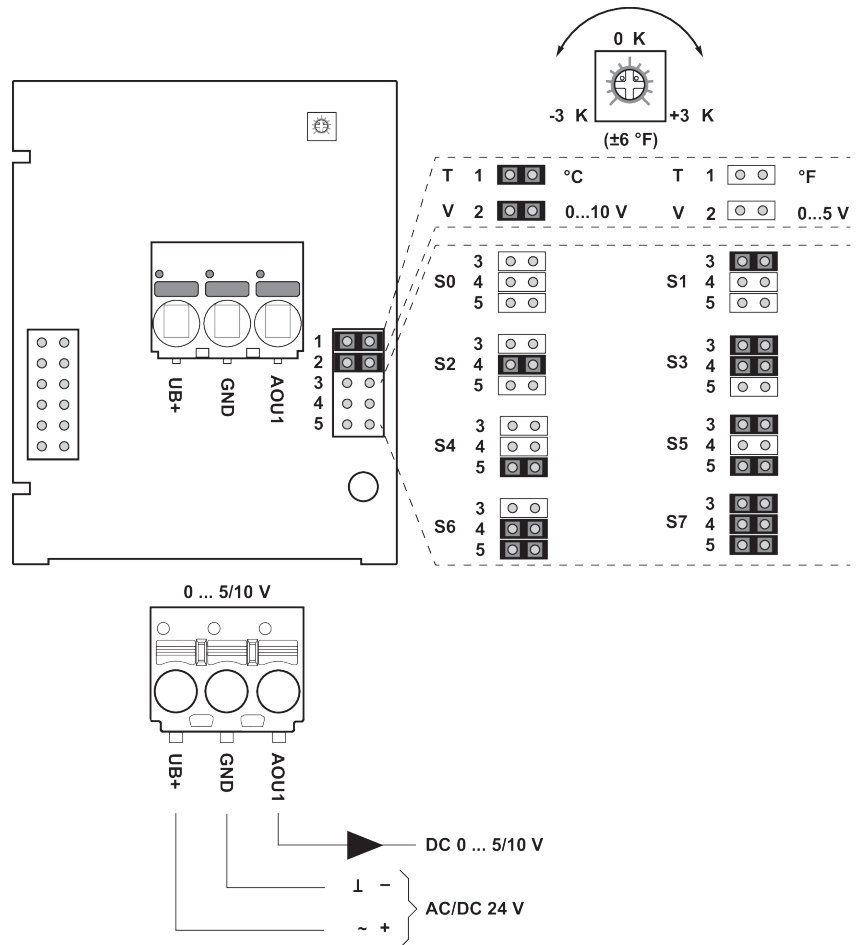 0 K
-3 K +3 K
(±6 °F)
T 1 °C T 1 °F
V 2 0...10 V V 2 0...5 V
S0 3 4 5 S1 3 4 5
S2 3 4 5 S3 3 4 5
S4 3 4 5 S5 3 4 5
S6 3 4 5 S7 3 4 5
1
2
3
4
5
UB+ GND AOU1
0 ... 5/10 V
UB+ GND AOU1
DC 0 ... 5/10 V
⊥ −
AC/DC 24 V
~ +